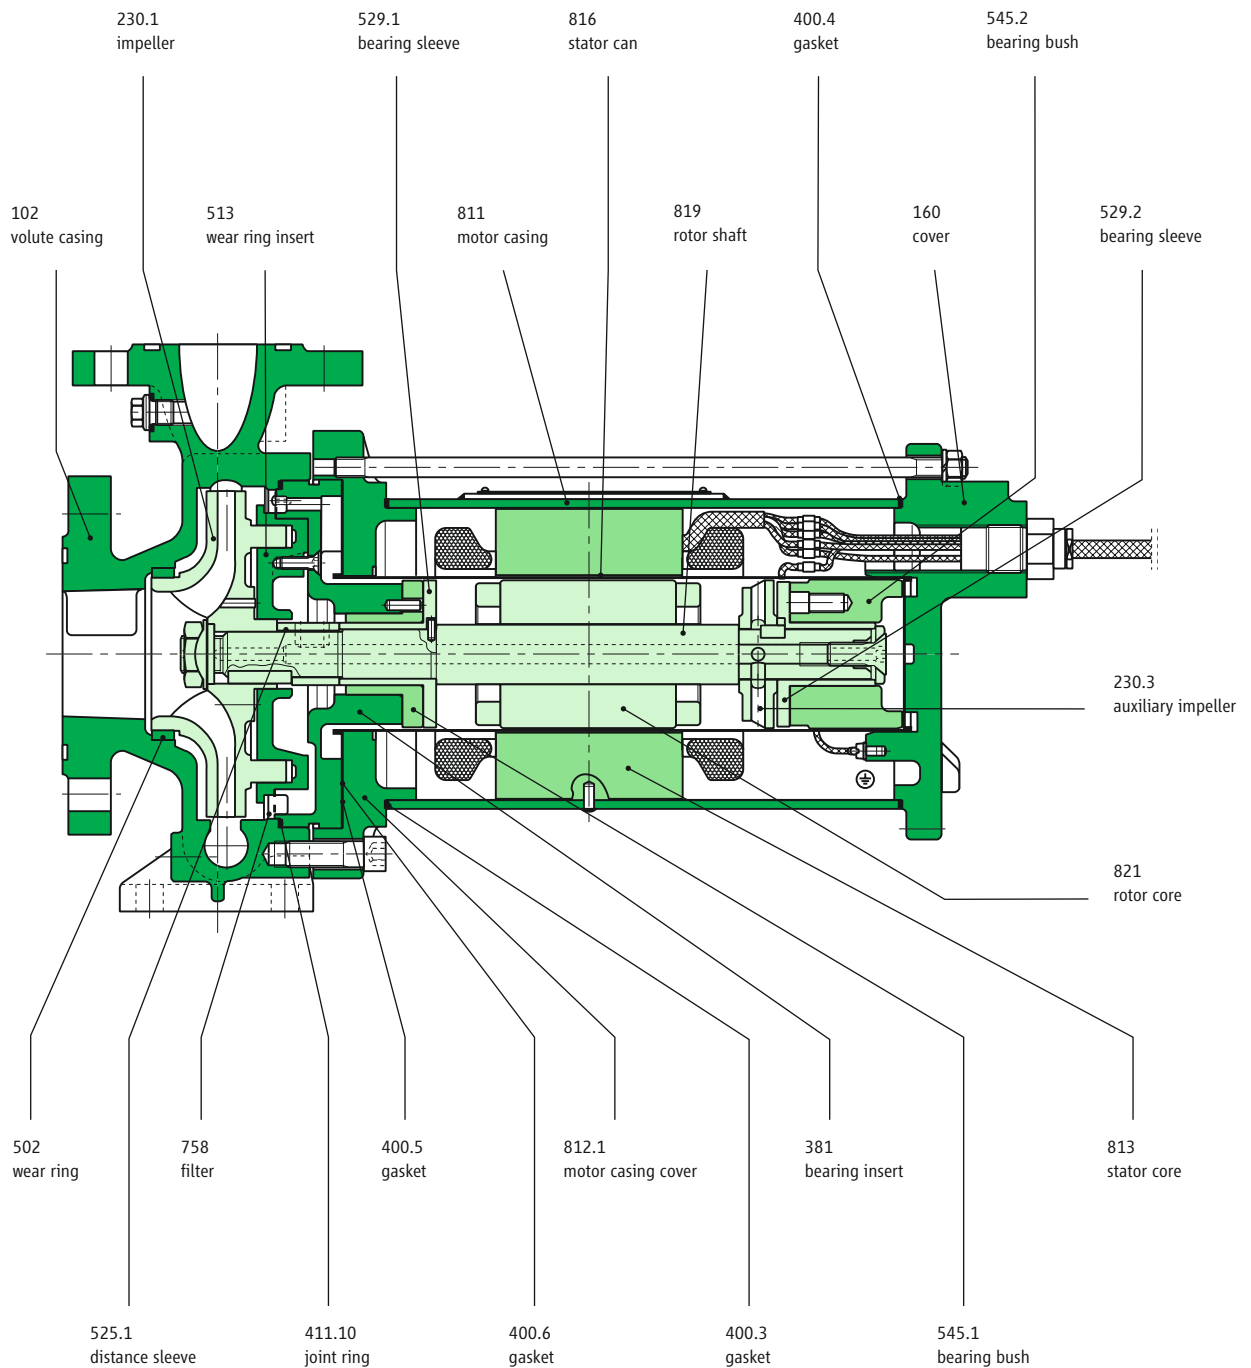 230.1
impeller
529.1
bearing sleeve
816
stator can
400.4
gasket
545.2
bearing bush
102
volute casing
513
wear ring insert
811
motor casing
819
rotor shaft
160
cover
529.2
bearing sleeve
230.3
auxiliary impeller
821
rotor core
502
wear ring
758
filter
400.5
gasket
812.1
motor casing cover
381
bearing insert
813
stator core
525.1
distance sleeve
411.10
joint ring
400.6
gasket
400.3
gasket
545.1
bearing bush